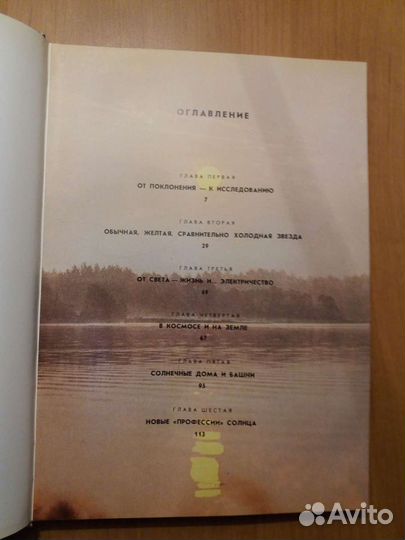 ОГЛАВЛЕНИЕ
ГЛАВА ПЕРВАЯ
ОТ ПОКЛОНЕНИЯ — К ИССЛЕДОВАНИЮ
7
ГЛАВА ВТОРАЯ
ОБЫЧНАЯ, ЖЕЛТАЯ, СРАВНИТЕЛЬНО ХОЛОДНАЯ ЗВЕЗДА
29
ГЛАВА ТРЕТЬЯ
ОТ СВЕТА — ЖИЗНЬ И... ЭЛЕКТРИЧЕСТВО
ГЛАВА ЧЕТВЕРТАЯ
В КОСМОСЕ И НА ЗЕМЛЕ
67
ГЛАВА ПЯТАЯ
СОЛНЕЧНЫЕ ДОМА И БАШНИ
95
ГЛАВА ШЕСТАЯ
НОВЫЕ «ПРОФЕССИИ» СОЛНЦА
113
Avito